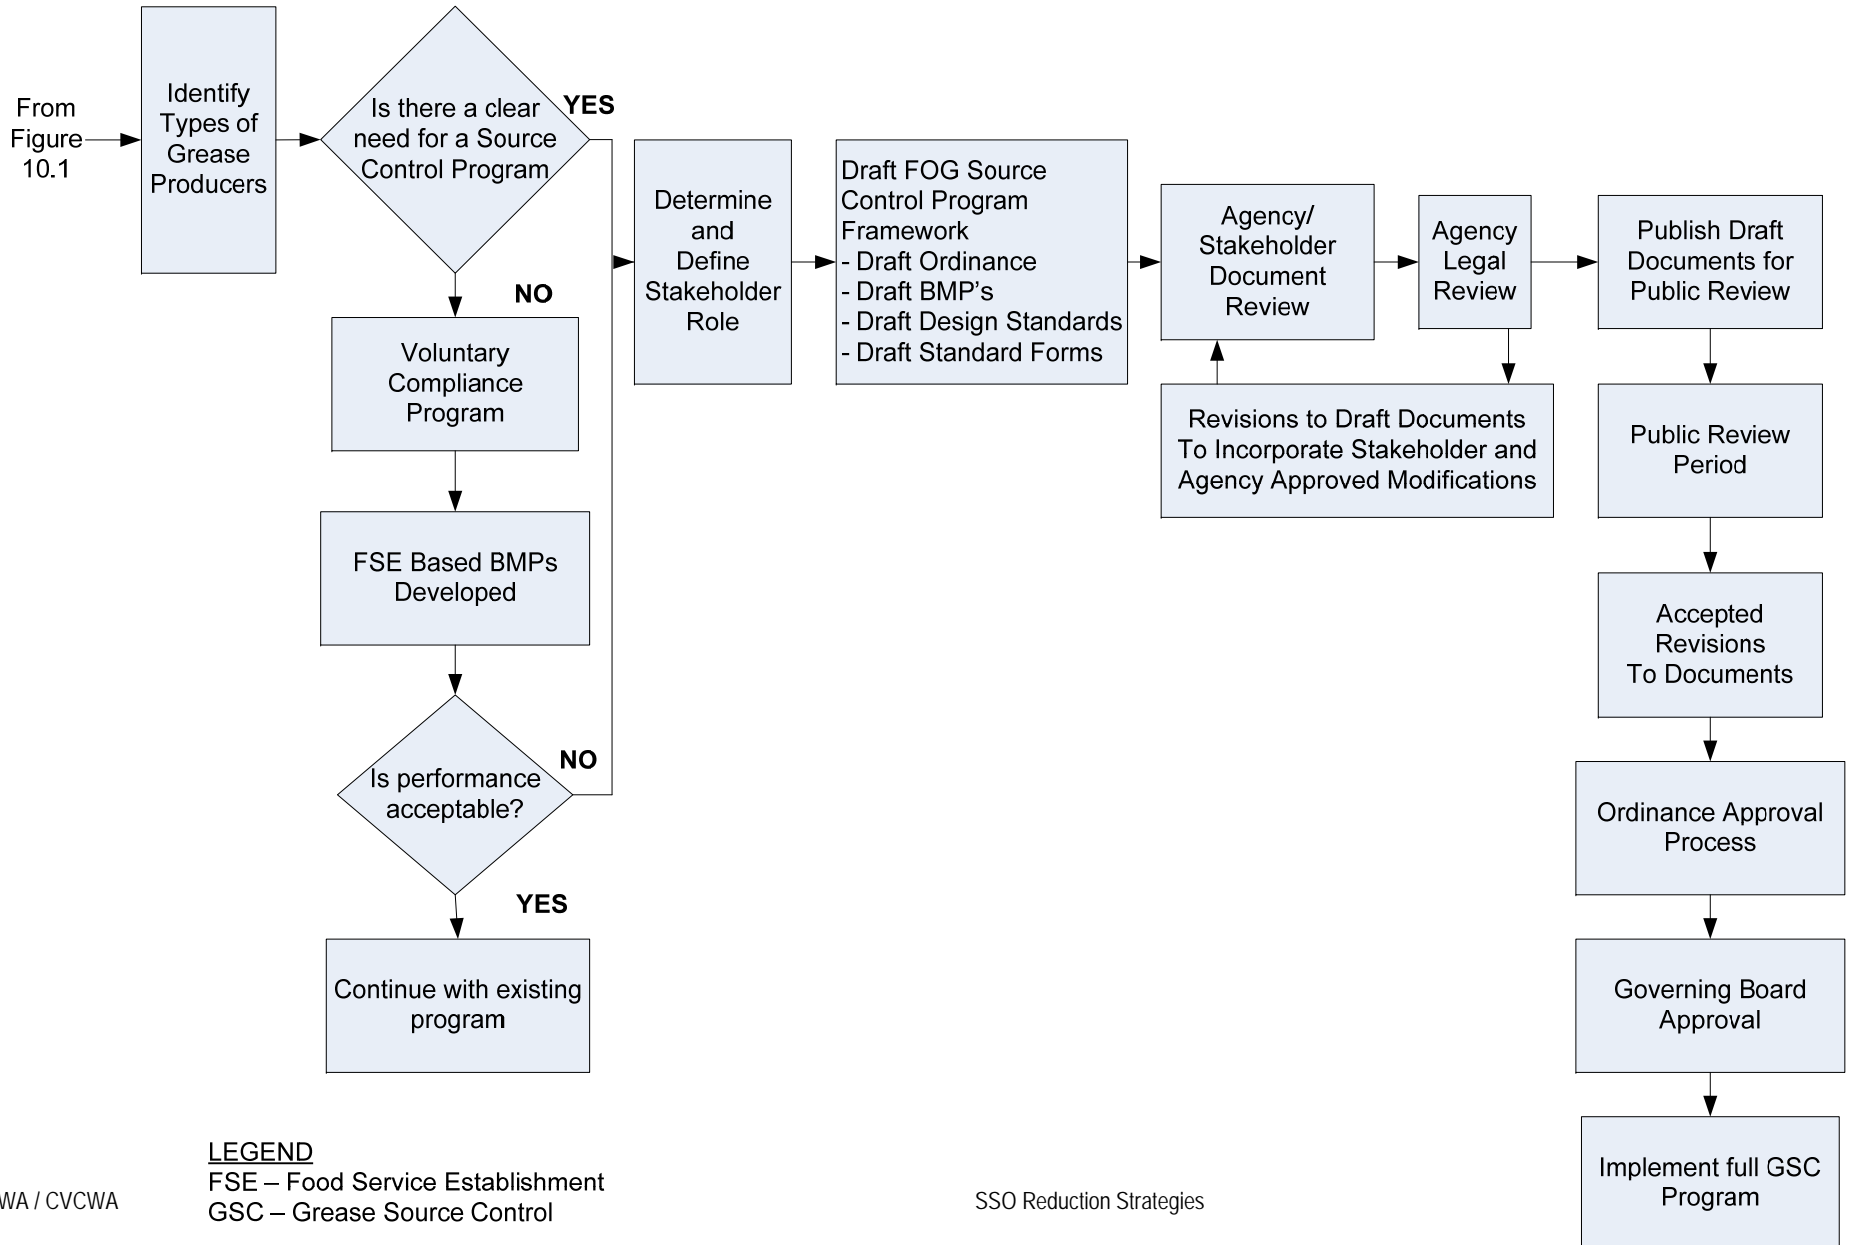 From
Figure
10.1
Identify
Types of
Grease
Producers
Is there a clear
need for a Source
Control Program
YES
NO
Voluntary
Compliance
Program
FSE Based BMPs
Developed
Is performance
acceptable?
NO
YES
Continue with existing
program
Determine
and
Define
Stakeholder
Role
Draft FOG Source
Control Program
Framework
- Draft Ordinance
- Draft BMP's
- Draft Design Standards
- Draft Standard Forms
Agency/
Stakeholder
Document
Review
Agency
Legal
Review
Revisions to Draft Documents
To Incorporate Stakeholder and
Agency Approved Modifications
Publish Draft
Documents for
Public Review
Public Review
Period
Accepted
Revisions
To Documents
Ordinance Approval
Process
Governing Board
Approval
Implement full GSC
Program
LEGEND
FSE – Food Service Establishment
GSC – Grease Source Control
WA / CVCWA
SSO Reduction Strategies